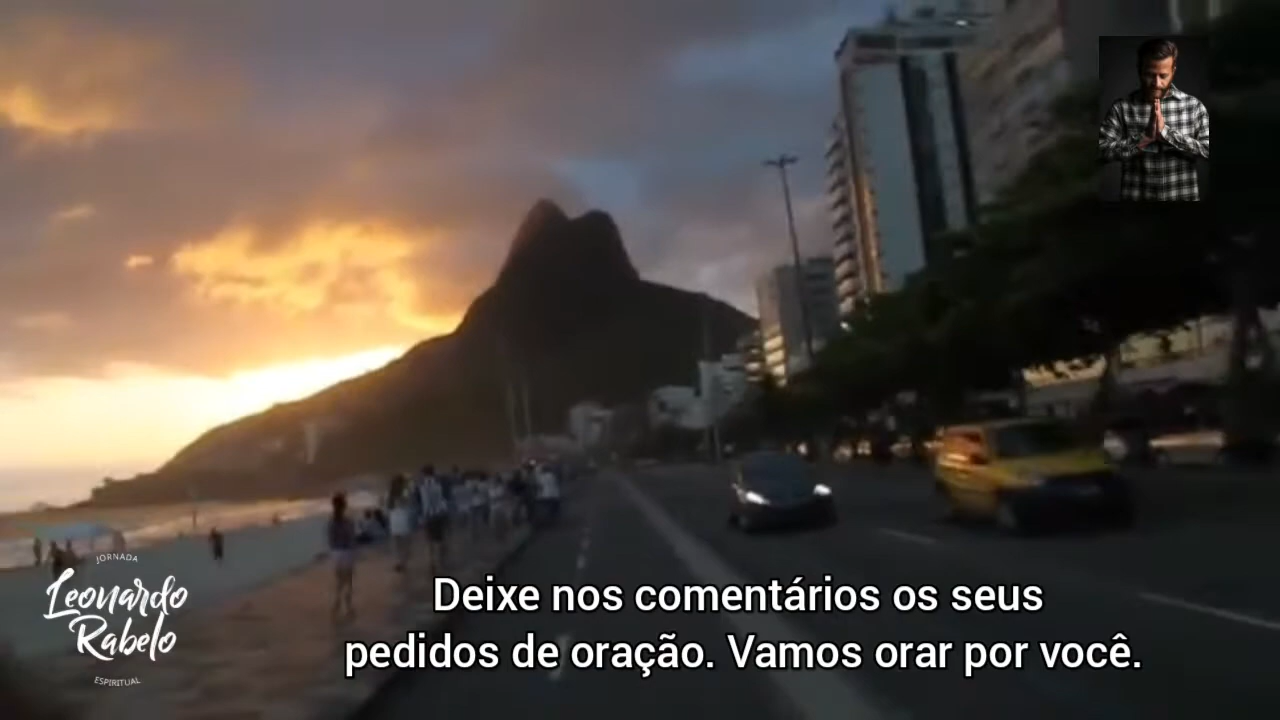 JORNADA
Leonardo
Rabelo
ESPIRITUAL
Deixe nos comentários os seus
pedidos de oração. Vamos orar por você.